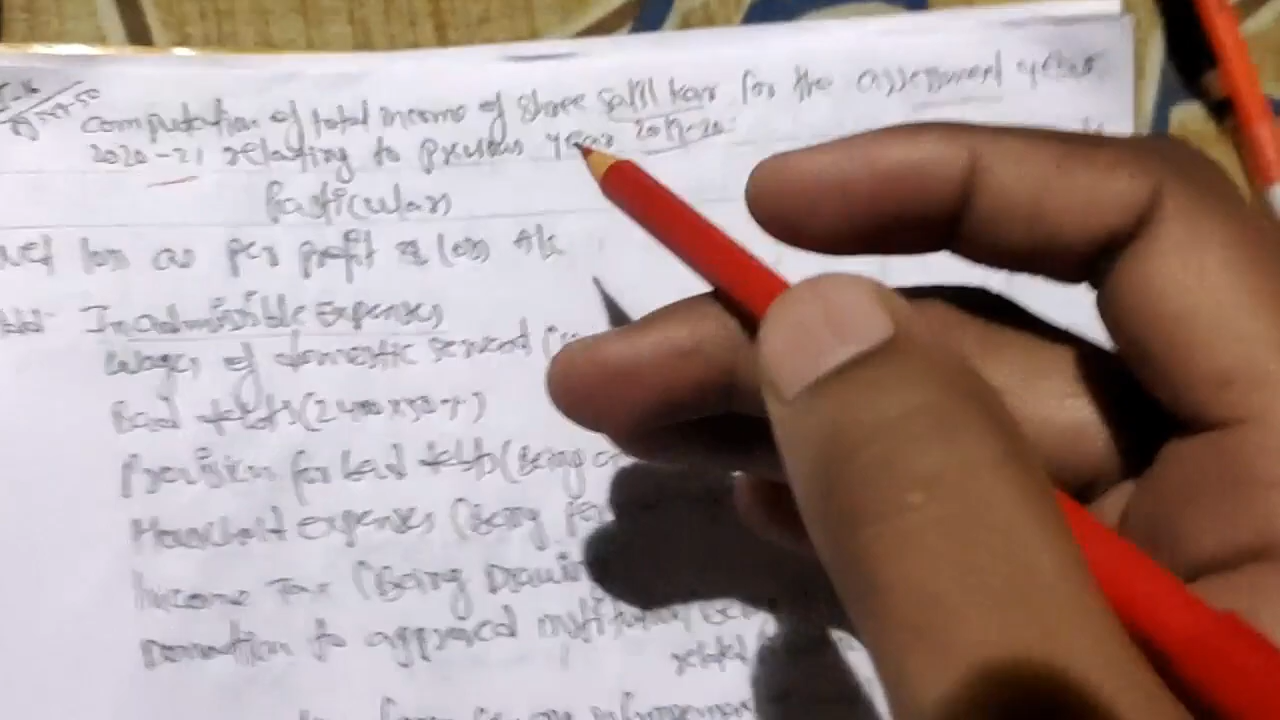 Computation of total income of Shree Salil Kar for the assessment year
2020-21 relating to previous year 2019-20
Particulars
Net loss as per profit & loss A/c
Add: Inadmissible Expenses
Wages of domestic servant
Bad debts (2400x50%)
Provision for bad debts (Being
Household expenses (Being
Income Tax (Being Drawin
Donation to approved institution